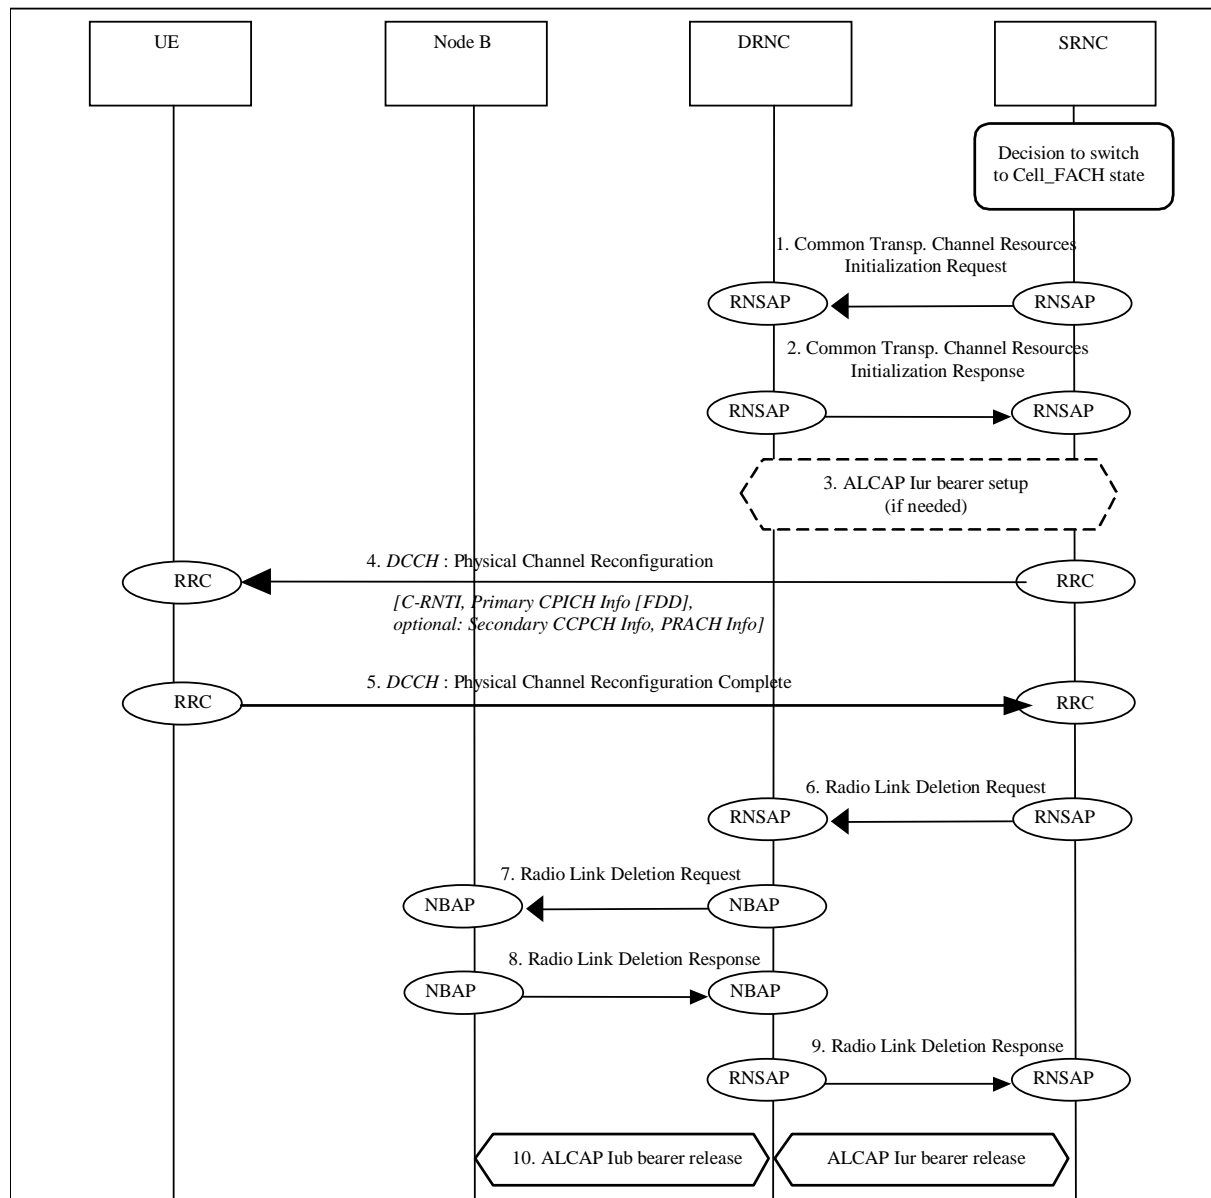 UE
Node B
DRNC
SRNC
Decision to switch
to Cell_FACH state
1. Common Transp. Channel Resources
Initialization Request
RNSAP
RNSAP
2. Common Transp. Channel Resources
Initialization Response
RNSAP
RNSAP
3. ALCAP Iur bearer setup
(if needed)
4. DCCH : Physical Channel Reconfiguration
RRC
RRC
[C-RNTI, Primary CPICH Info [FDD],
optional: Secondary CCPCH Info, PRACH Info]
5. DCCH : Physical Channel Reconfiguration Complete
RRC
RRC
6. Radio Link Deletion Request
RNSAP
RNSAP
7. Radio Link Deletion Request
NBAP
NBAP
8. Radio Link Deletion Response
NBAP
NBAP
9. Radio Link Deletion Response
RNSAP
RNSAP
10. ALCAP Iub bearer release
ALCAP Iur bearer release